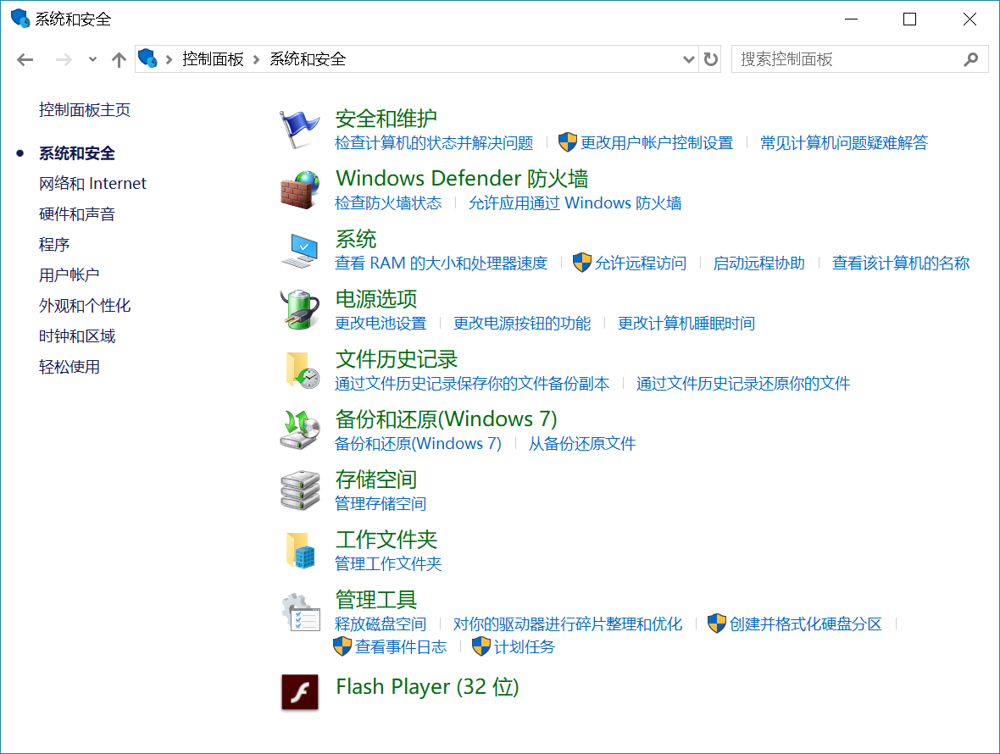 系统和安全
控制面板 系统和安全
搜索控制面板
控制面板主页
系统和安全
网络和 Internet
硬件和声音
程序
用户帐户
外观和个性化
时钟和区域
轻松使用
安全和维护
检查计算机的状态并解决问题 更改用户帐户控制设置 常见计算机问题疑难解答
Windows Defender 防火墙
检查防火墙状态 允许应用通过 Windows 防火墙
系统
查看 RAM 的大小和处理器速度 允许远程访问 启动远程协助 查看该计算机的名称
电源选项
更改电池设置 更改电源按钮的功能 更改计算机睡眠时间
文件历史记录
通过文件历史记录保存你的文件备份副本 通过文件历史记录还原你的文件
备份和还原(Windows 7)
备份和还原(Windows 7) 从备份还原文件
存储空间
管理存储空间
工作文件夹
管理工作文件夹
管理工具
释放磁盘空间 对你的驱动器进行碎片整理和优化 创建并格式化硬盘分区
查看事件日志 计划任务
Flash Player (32 位)